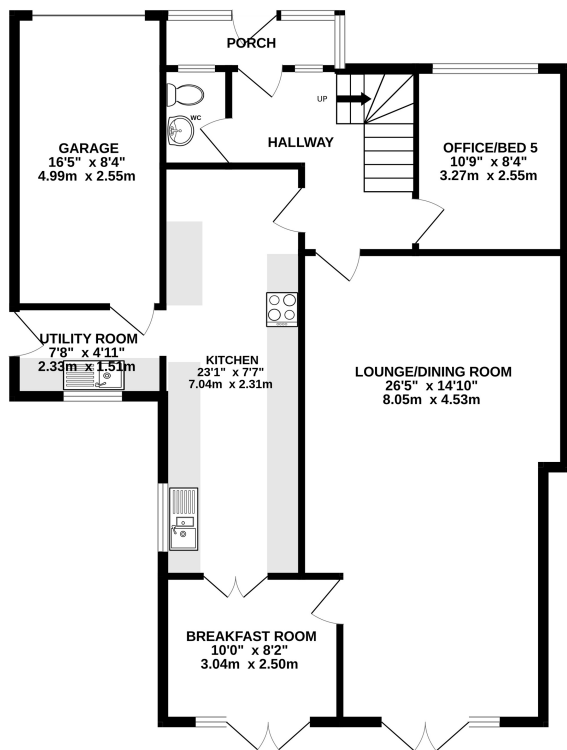 PORCH
WC
UP
HALLWAY
GARAGE
16'5" x 8'4"
4.99m x 2.55m
OFFICE/BED 5
10'9" x 8'4"
3.27m x 2.55m
UTILITY ROOM
7'8" x 4'11"
2.33m x 1.51m
KITCHEN
23'1" x 7'7"
7.04m x 2.31m
LOUNGE/DINING ROOM
26'5" x 14'10"
8.05m x 4.53m
BREAKFAST ROOM
10'0" x 8'2"
3.04m x 2.50m